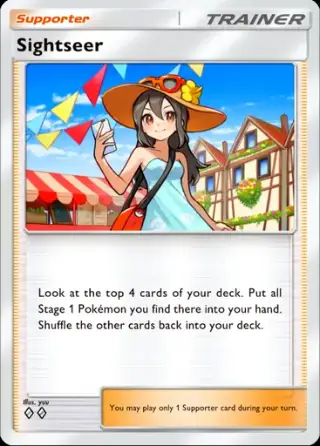 Supporter TRAINER
Sightseer
Look at the top 4 cards of your deck. Put all
Stage 1 Pokémon you find there into your hand.
Shuffle the other cards back into your deck.
Illus. yuu
You may play only 1 Supporter card during your turn.